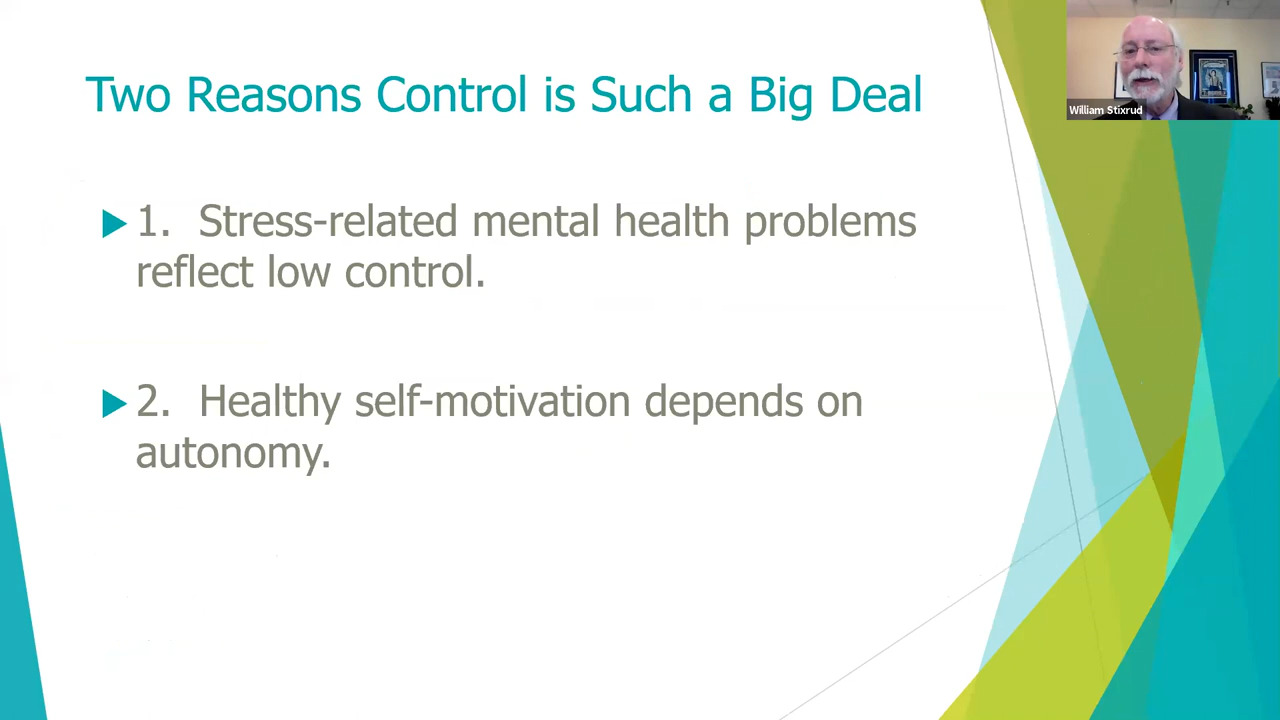 Two Reasons Control is Such a Big Deal
William Stixrud
1. Stress-related mental health problems
reflect low control.
2. Healthy self-motivation depends on
autonomy.